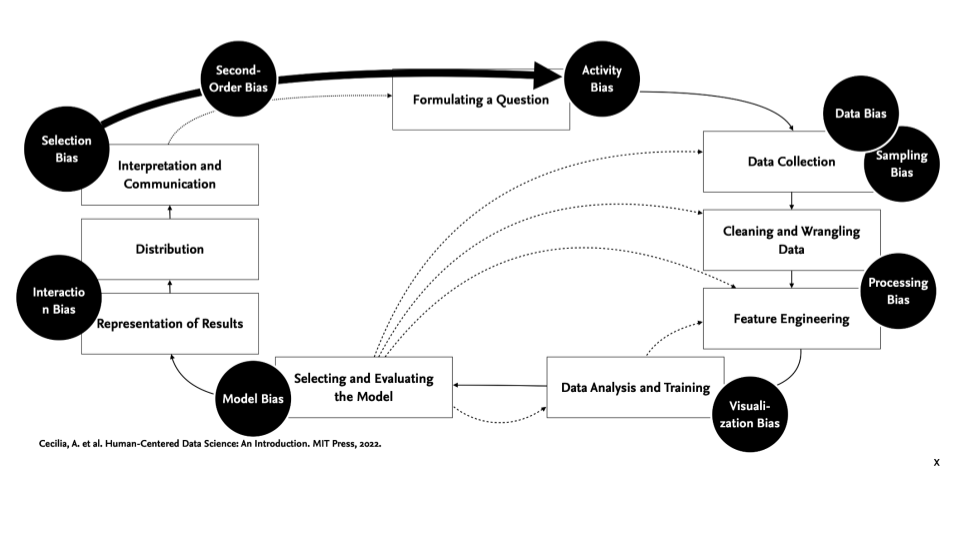 Second-
Order Bias
Activity
Bias
Formulating a Question
Selection
Bias
Data Bias
Sampling
Bias
Interpretation and
Communication
Data Collection
Distribution
Cleaning and Wrangling
Data
Interactio
n Bias
Processing
Bias
Representation of Results
Feature Engineering
Model Bias
Selecting and Evaluating
the Model
Data Analysis and Training
Visuali-
zation Bias
Cecilia, A. et al. Human-Centered Data Science: An Introduction. MIT Press, 2022.
X